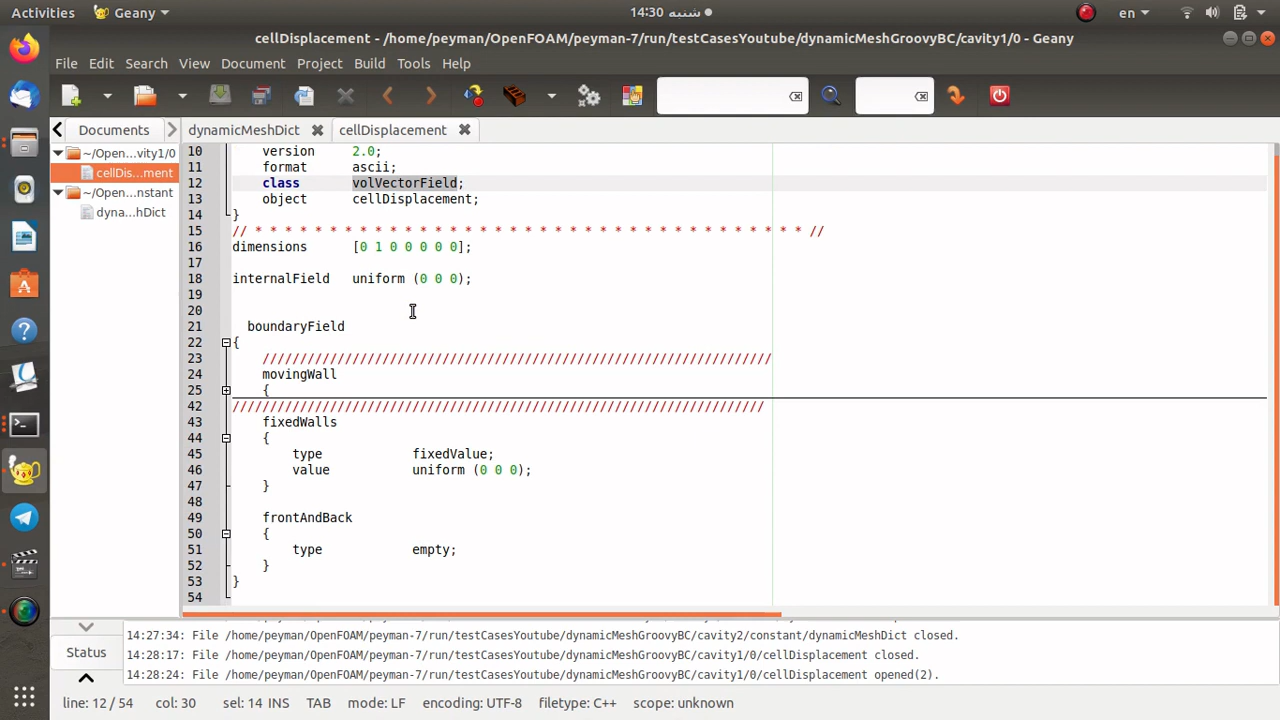 Activities
Geany
14:30 شنبه
en
cellDisplacement - /home/peyman/OpenFOAM/peyman-7/run/testCasesYoutube/dynamicMeshGroovyBC/cavity1/0 - Geany
File Edit Search View Document Project Build Tools Help
Documents
dynamicMeshDict
cellDisplacement
~/Open...vity1/0
cellDis...ment
~/Open...nstant
dyna...hDict
10 version 2.0;
11 format ascii;
12 class volVectorField;
13 object cellDisplacement;
14 }
15 // * * * * * * * * * * * * * * * * * * * * * * * * * * * * * * * * * * * * * //
16 dimensions [0 1 0 0 0 0 0];
17
18 internalField uniform (0 0 0);
19
20
21 boundaryField
22 {
23 ////////////////////////////////////////////////////////////////////
24 movingWall
25 {
42 ///////////////////////////////////////////////////////////////////////
43 fixedWalls
44 {
45 type fixedValue;
46 value uniform (0 0 0);
47 }
48
49 frontAndBack
50 {
51 type empty;
52 }
53 }
54
Status
14:27:34: File /home/peyman/OpenFOAM/peyman-7/run/testCasesYoutube/dynamicMeshGroovyBC/cavity2/constant/dynamicMeshDict closed.
14:28:17: File /home/peyman/OpenFOAM/peyman-7/run/testCasesYoutube/dynamicMeshGroovyBC/cavity1/0/cellDisplacement closed.
14:28:24: File /home/peyman/OpenFOAM/peyman-7/run/testCasesYoutube/dynamicMeshGroovyBC/cavity1/0/cellDisplacement opened(2).
line: 12 / 54 col: 30 sel: 14 INS TAB mode: LF encoding: UTF-8 filetype: C++ scope: unknown